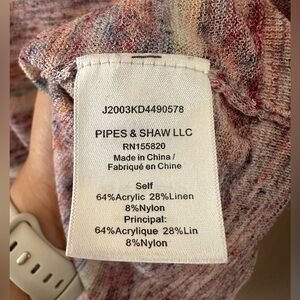 J2003KD4490578
PIPES & SHAW LLC
RN155820
Made in China /
Fabriqué en Chine
Self
64%Acrylic 28%Linen
8%Nylon
Principal:
64%Acrylique 28%Lin
8%Nylon